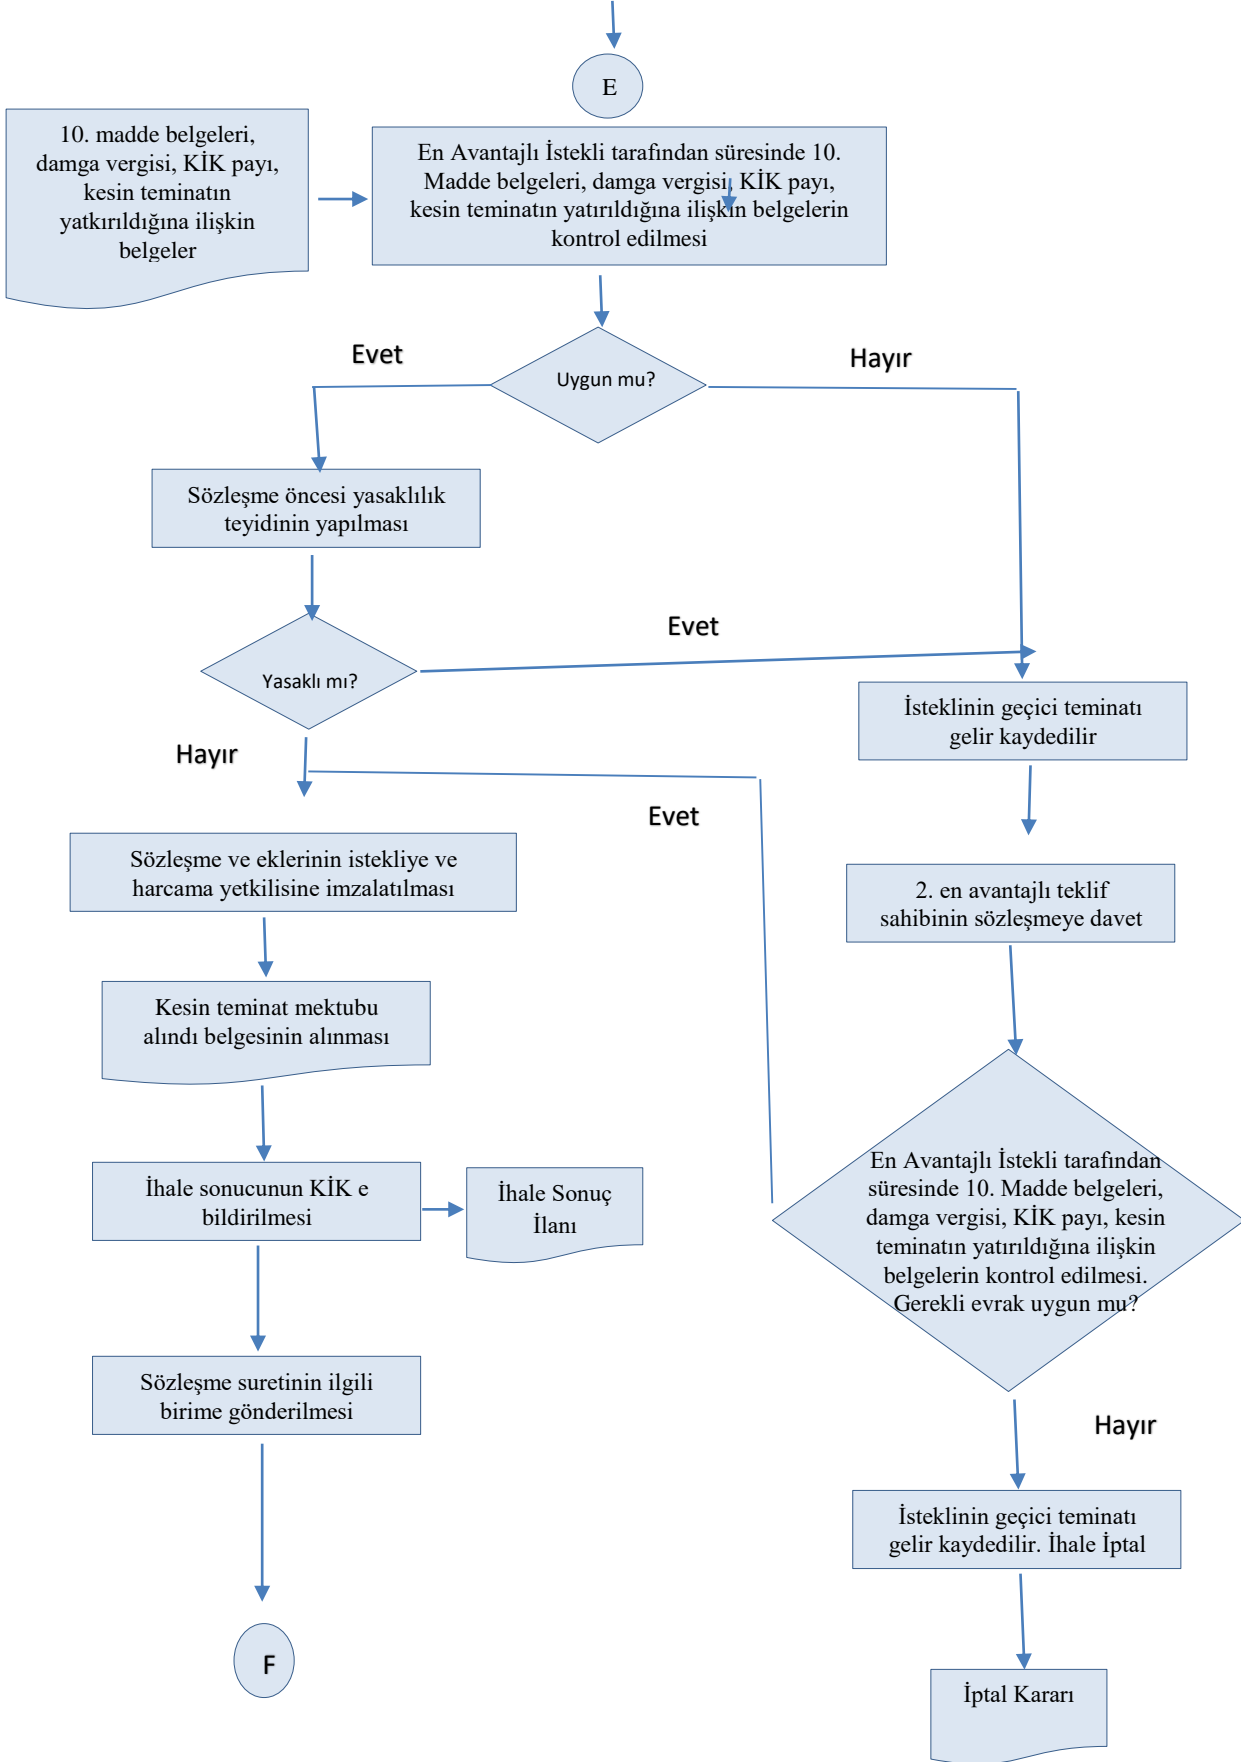 E
10. madde belgeleri,
damga vergisi, KİK payı,
kesin teminatın
yatkırıldığına ilişkin
belgeler
En Avantajlı İstekli tarafından süresinde 10.
Madde belgeleri, damga vergisi, KİK payı,
kesin teminatın yatırıldığına ilişkin belgelerin
kontrol edilmesi
Evet
Uygun mu?
Hayır
Sözleşme öncesi yasaklılık
teyidinin yapılması
Evet
Yasaklı mı?
İsteklinin geçici teminatı
gelir kaydedilir
Hayır
Evet
Sözleşme ve eklerinin istekliye ve
harcama yetkilisine imzalatılması
2. en avantajlı teklif
sahibinin sözleşmeye davet
Kesin teminat mektubu
alındı belgesinin alınması
En Avantajlı İstekli tarafından
süresinde 10. Madde belgeleri,
damga vergisi, KİK payı, kesin
teminatın yatırıldığına ilişkin
belgelerin kontrol edilmesi.
Gerekli evrak uygun mu?
İhale sonucunun KİK e
bildirilmesi
İhale Sonuç
İlanı
Sözleşme suretinin ilgili
birime gönderilmesi
Hayır
İsteklinin geçici teminatı
gelir kaydedilir. İhale İptal
F
İptal Kararı